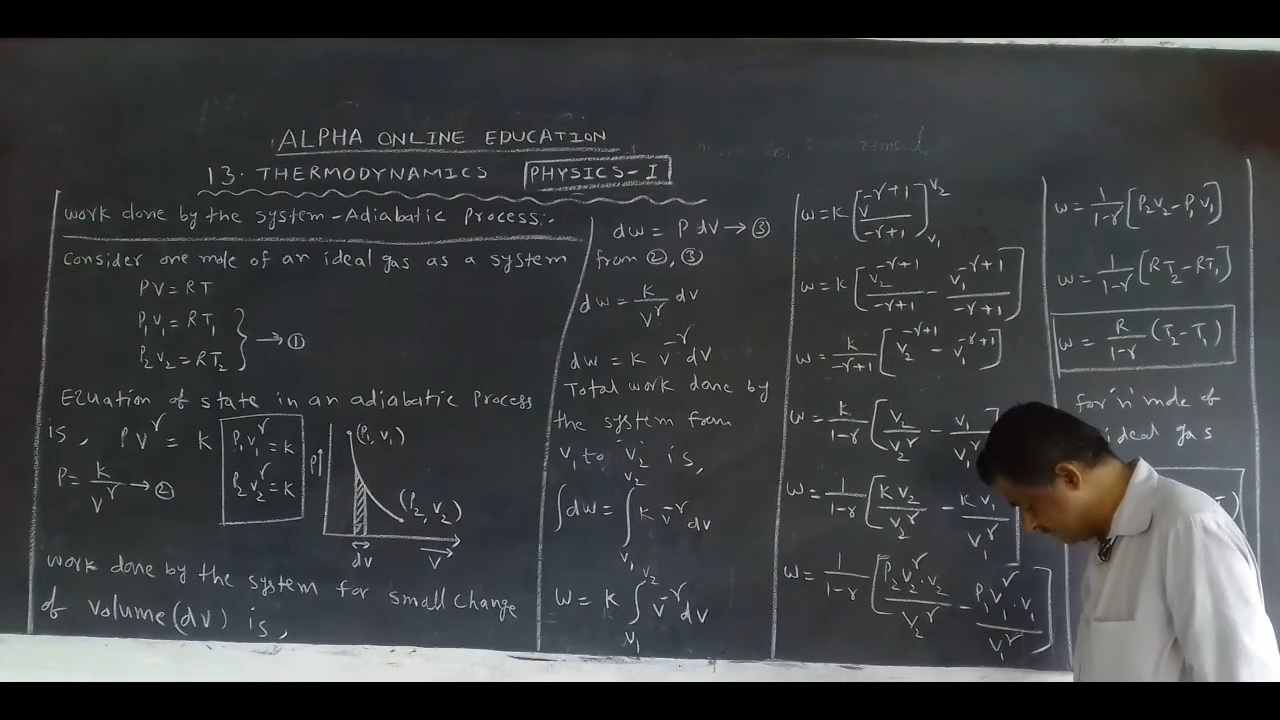 ALPHA ONLINE EDUCATION
13. THERMODYNAMICS PHYSICS-I
work done by the system-Adiabatic Process:-
Consider one mole of an ideal gas as a system
PV = RT
P₁V₁ = RT₁
P₂V₂ = RT₂
} → ①
Equation of state in an adiabatic process
is, PV^γ = K
P₁V₁^γ = K
P₂V₂^γ = K
P = K/V^γ → ②
P↑
(P₁, V₁)
(P₂, V₂)
dv
V
work done by the system for small change
of volume (dv) is,
dw = P dv → ③
from ②, ③
dw = K/V^γ dv
dw = K V^-γ dv
Total work done by
the system from
V₁ to V₂ is,
∫dw = ∫_V₁^V₂ K V^-γ dv
W = K ∫_V₁^V₂ V^-γ dv
W = K [V^-γ+1/-γ+1]_V₁^V₂
W = K [V₂^-γ+1/-γ+1 - V₁^-γ+1/-γ+1]
W = K/-γ+1 [V₂^-γ+1 - V₁^-γ+1]
W = K/1-γ [V₂/V₂^γ - V₁/V₁^γ]
W = 1/1-γ [KV₂/V₂^γ - KV₁/V₁^γ]
W = 1/1-γ [P₂V₂^γ.V₂/V₂^γ - P₁V₁^γ.V₁/V₁^γ]
W = 1/1-γ [P₂V₂ - P₁V₁]
W = 1/1-γ [RT₂ - RT₁]
W = R/1-γ (T₂ - T₁)
for 'n' mole of
ideal gas